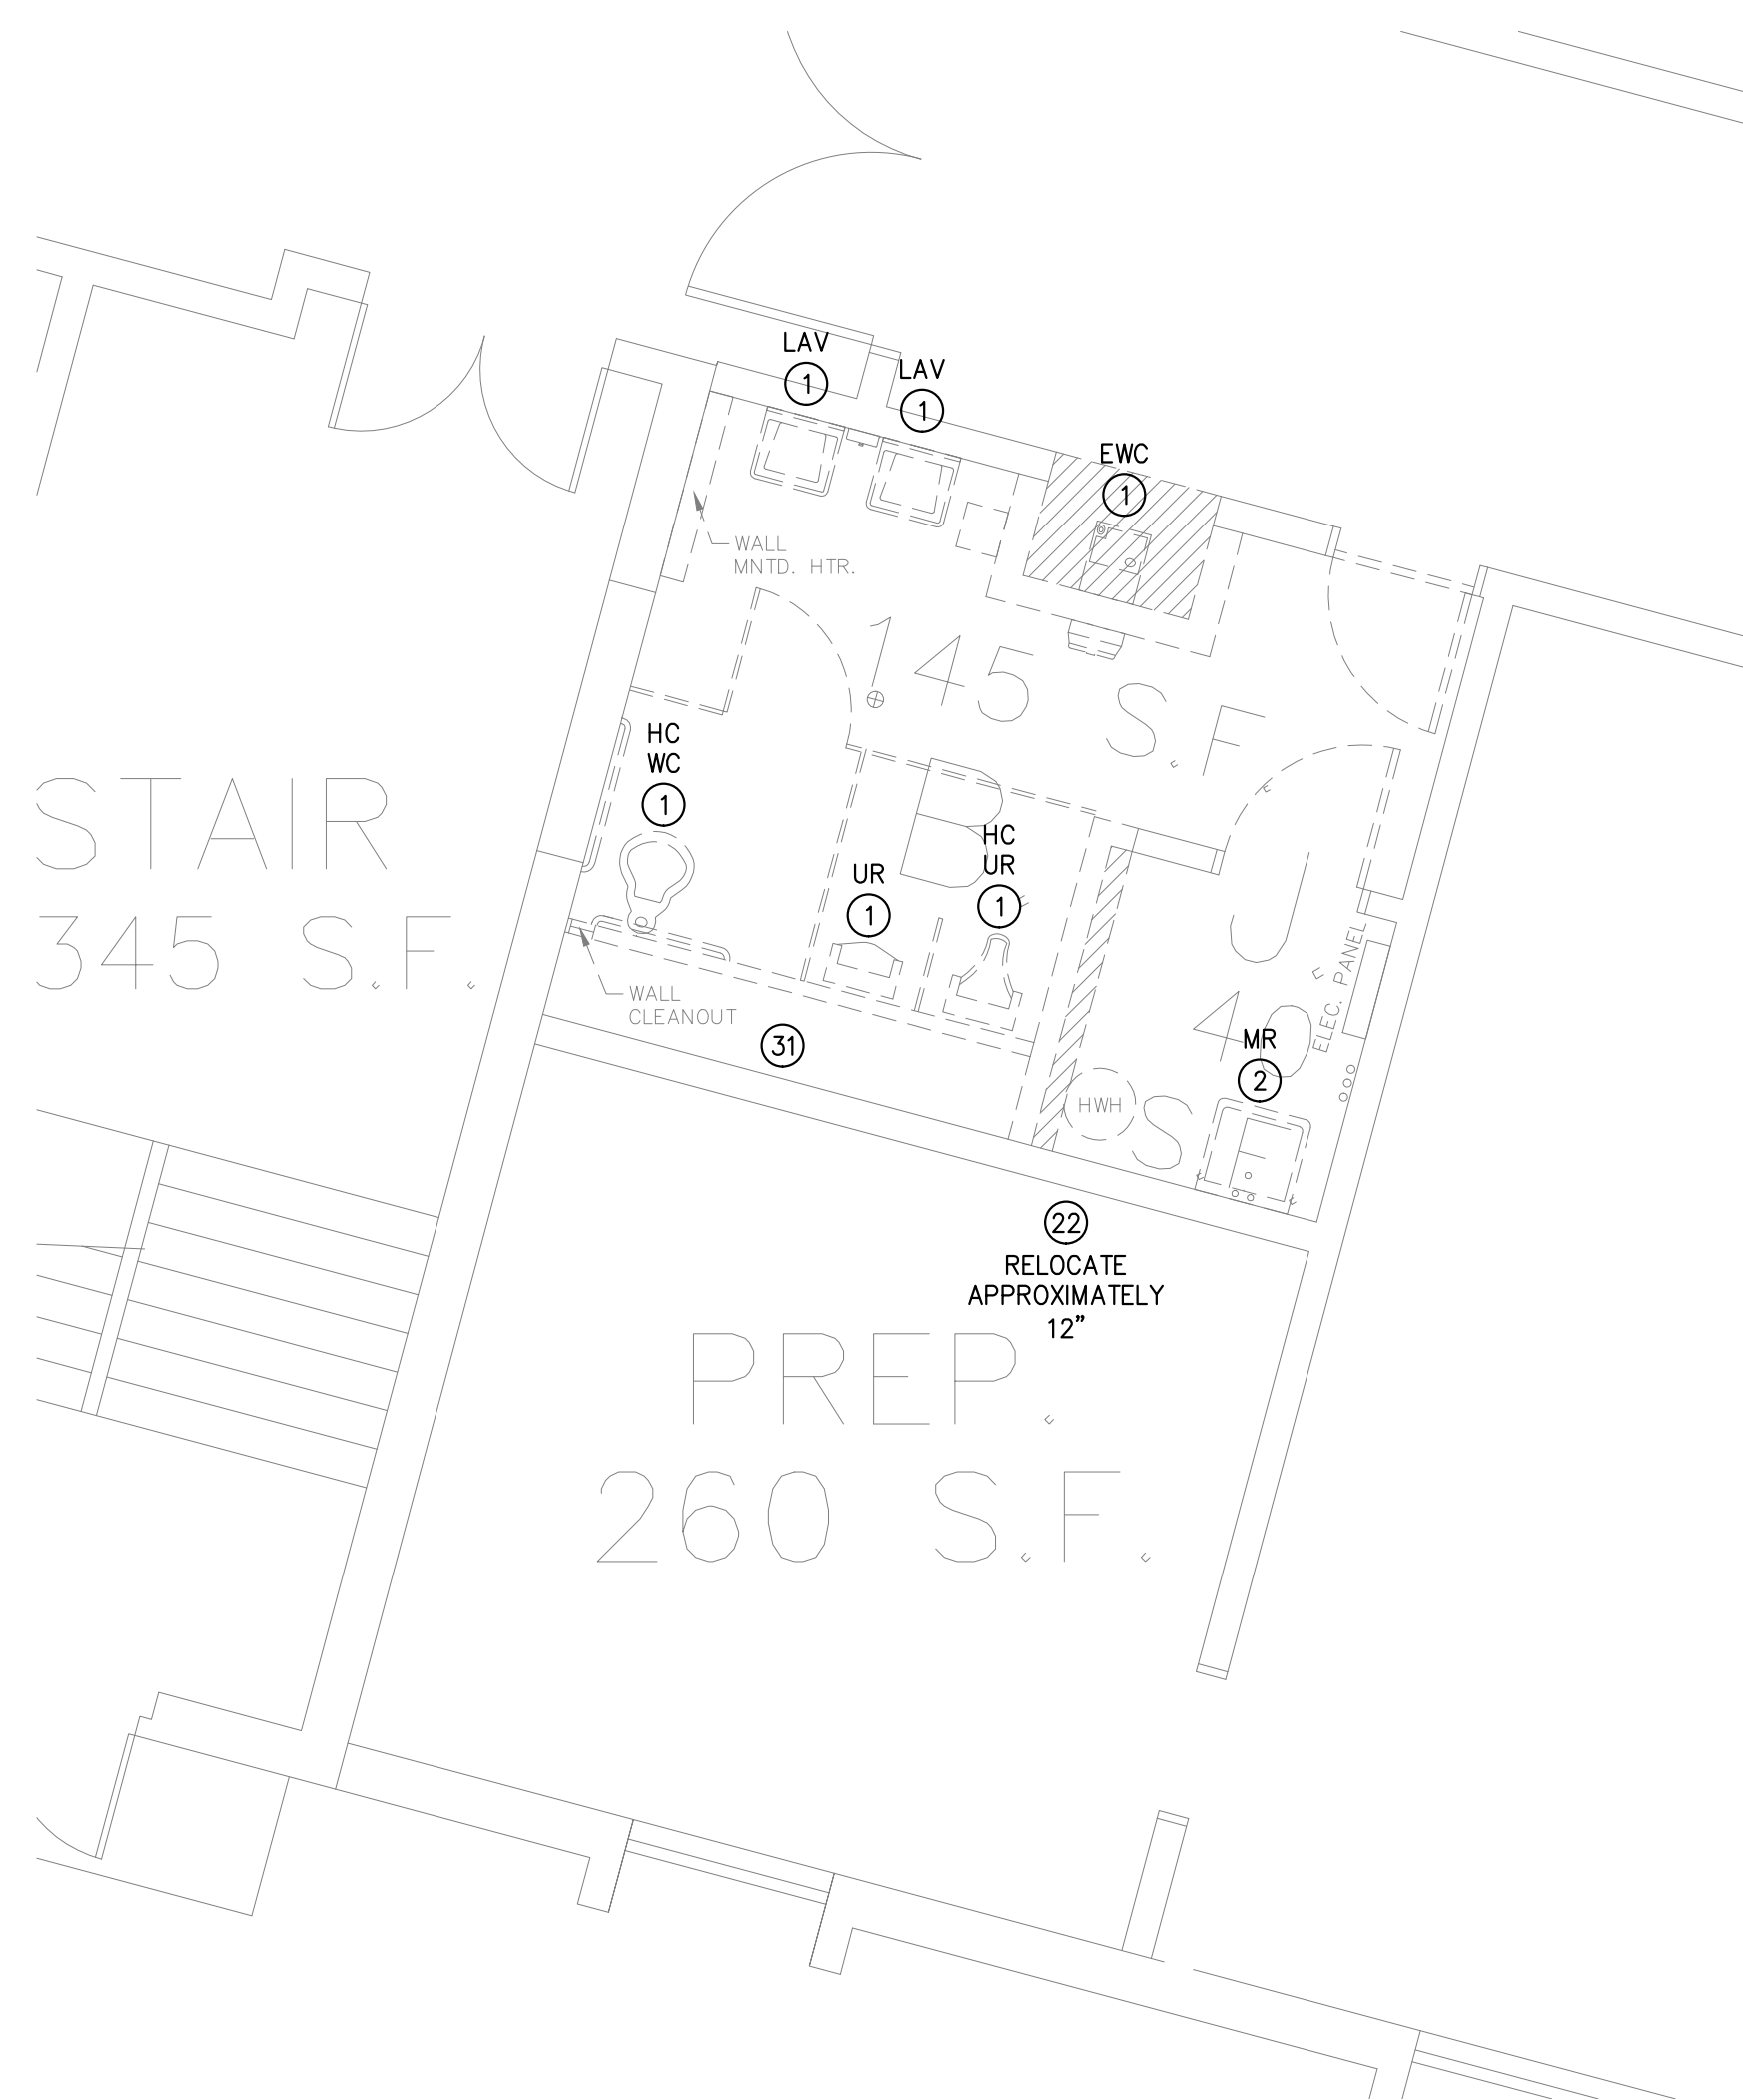 LAV
1
LAV
1
EWC
1
WALL
MNTD. HTR.
145 S.F.
HC
WC
1
B
HC
UR
1
UR
1
STAIR
345 S.F.
J
40
S.F.
ELEC. PANEL
WALL
CLEANOUT
31
MR
2
HWH
22
RELOCATE
APPROXIMATELY
12"
PREP.
260 S.F.